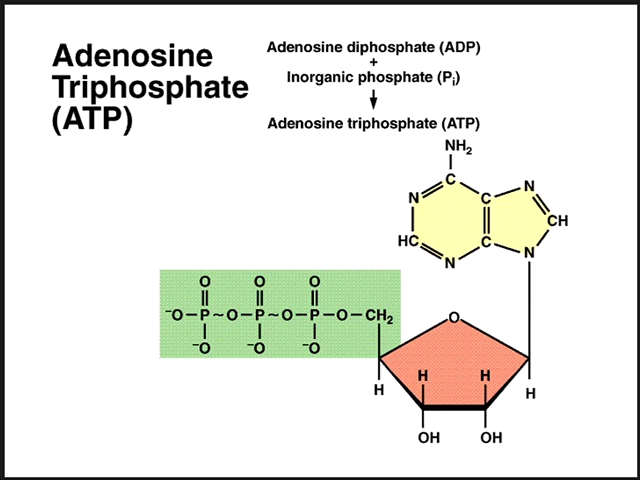 Adenosine
Triphosphate
(ATP)
Adenosine diphosphate (ADP)
+
Inorganic phosphate (Pi)
Adenosine triphosphate (ATP)
NH2
C
N
C
N
HC
C
CH
N
N
O
O
O
⁻O–P~O–P~O–P–O–CH2
⁻O
⁻O
⁻O
O
H
H
H
H
OH
OH